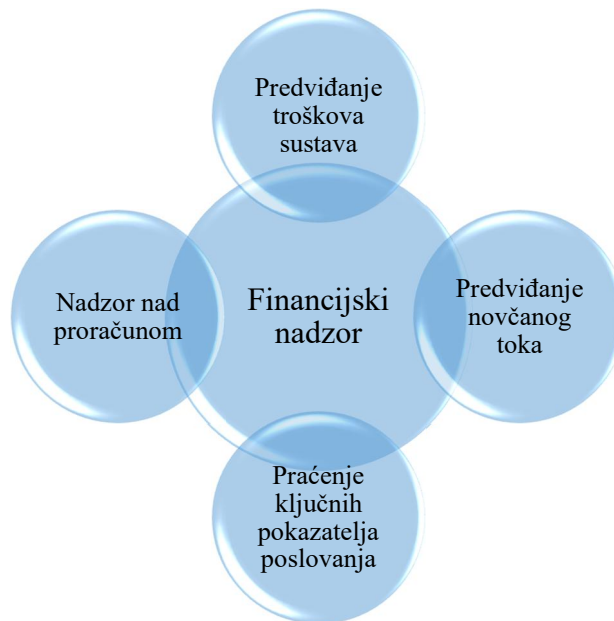 Predviđanje
troškova
sustava
Nadzor nad
proračunom
Financijski
nadzor
Predviđanje
novčanog
toka
Praćenje
ključnih
pokazatelja
poslovanja